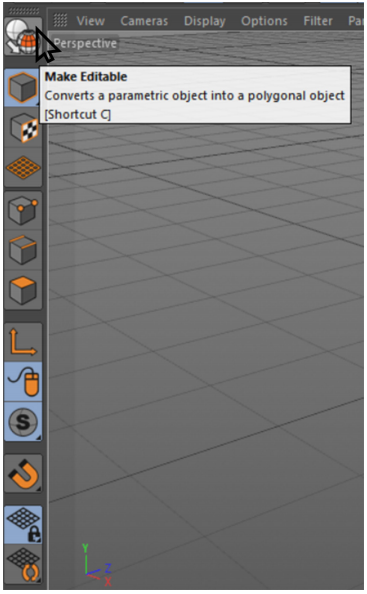 View Cameras Display Options Filter Pa
Perspective
Make Editable
Converts a parametric object into a polygonal object
[Shortcut C]
S
Y
Z
X